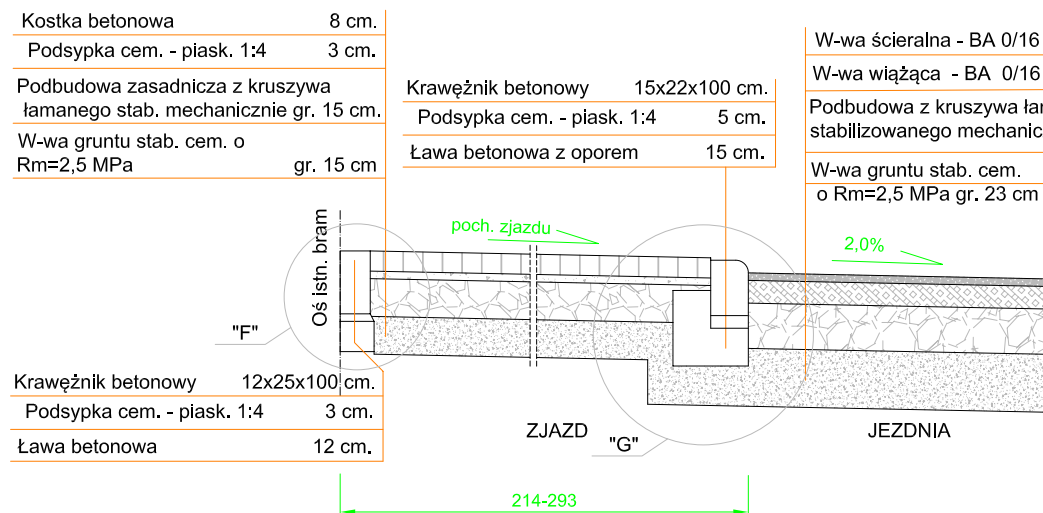 Kostka betonowa 8 cm.
Podsypka cem. - piask. 1:4 3 cm.
Podbudowa zasadnicza z kruszywa
łamanego stab. mechanicznie gr. 15 cm.
W-wa gruntu stab. cem. o
Rm=2,5 MPa gr. 15 cm
Krawężnik betonowy 15x22x100 cm.
Podsypka cem. - piask. 1:4 5 cm.
Ława betonowa z oporem 15 cm.
W-wa ścieralna - BA 0/16
W-wa wiążąca - BA 0/16
Podbudowa z kruszywa łam
stabilizowanego mechanic
W-wa gruntu stab. cem.
o Rm=2,5 MPa gr. 23 cm
Oś istn. bram
poch. zjazdu
2,0%
"F"
Krawężnik betonowy 12x25x100 cm.
Podsypka cem. - piask. 1:4 3 cm.
Ława betonowa 12 cm.
ZJAZD
"G"
JEZDNIA
214-293